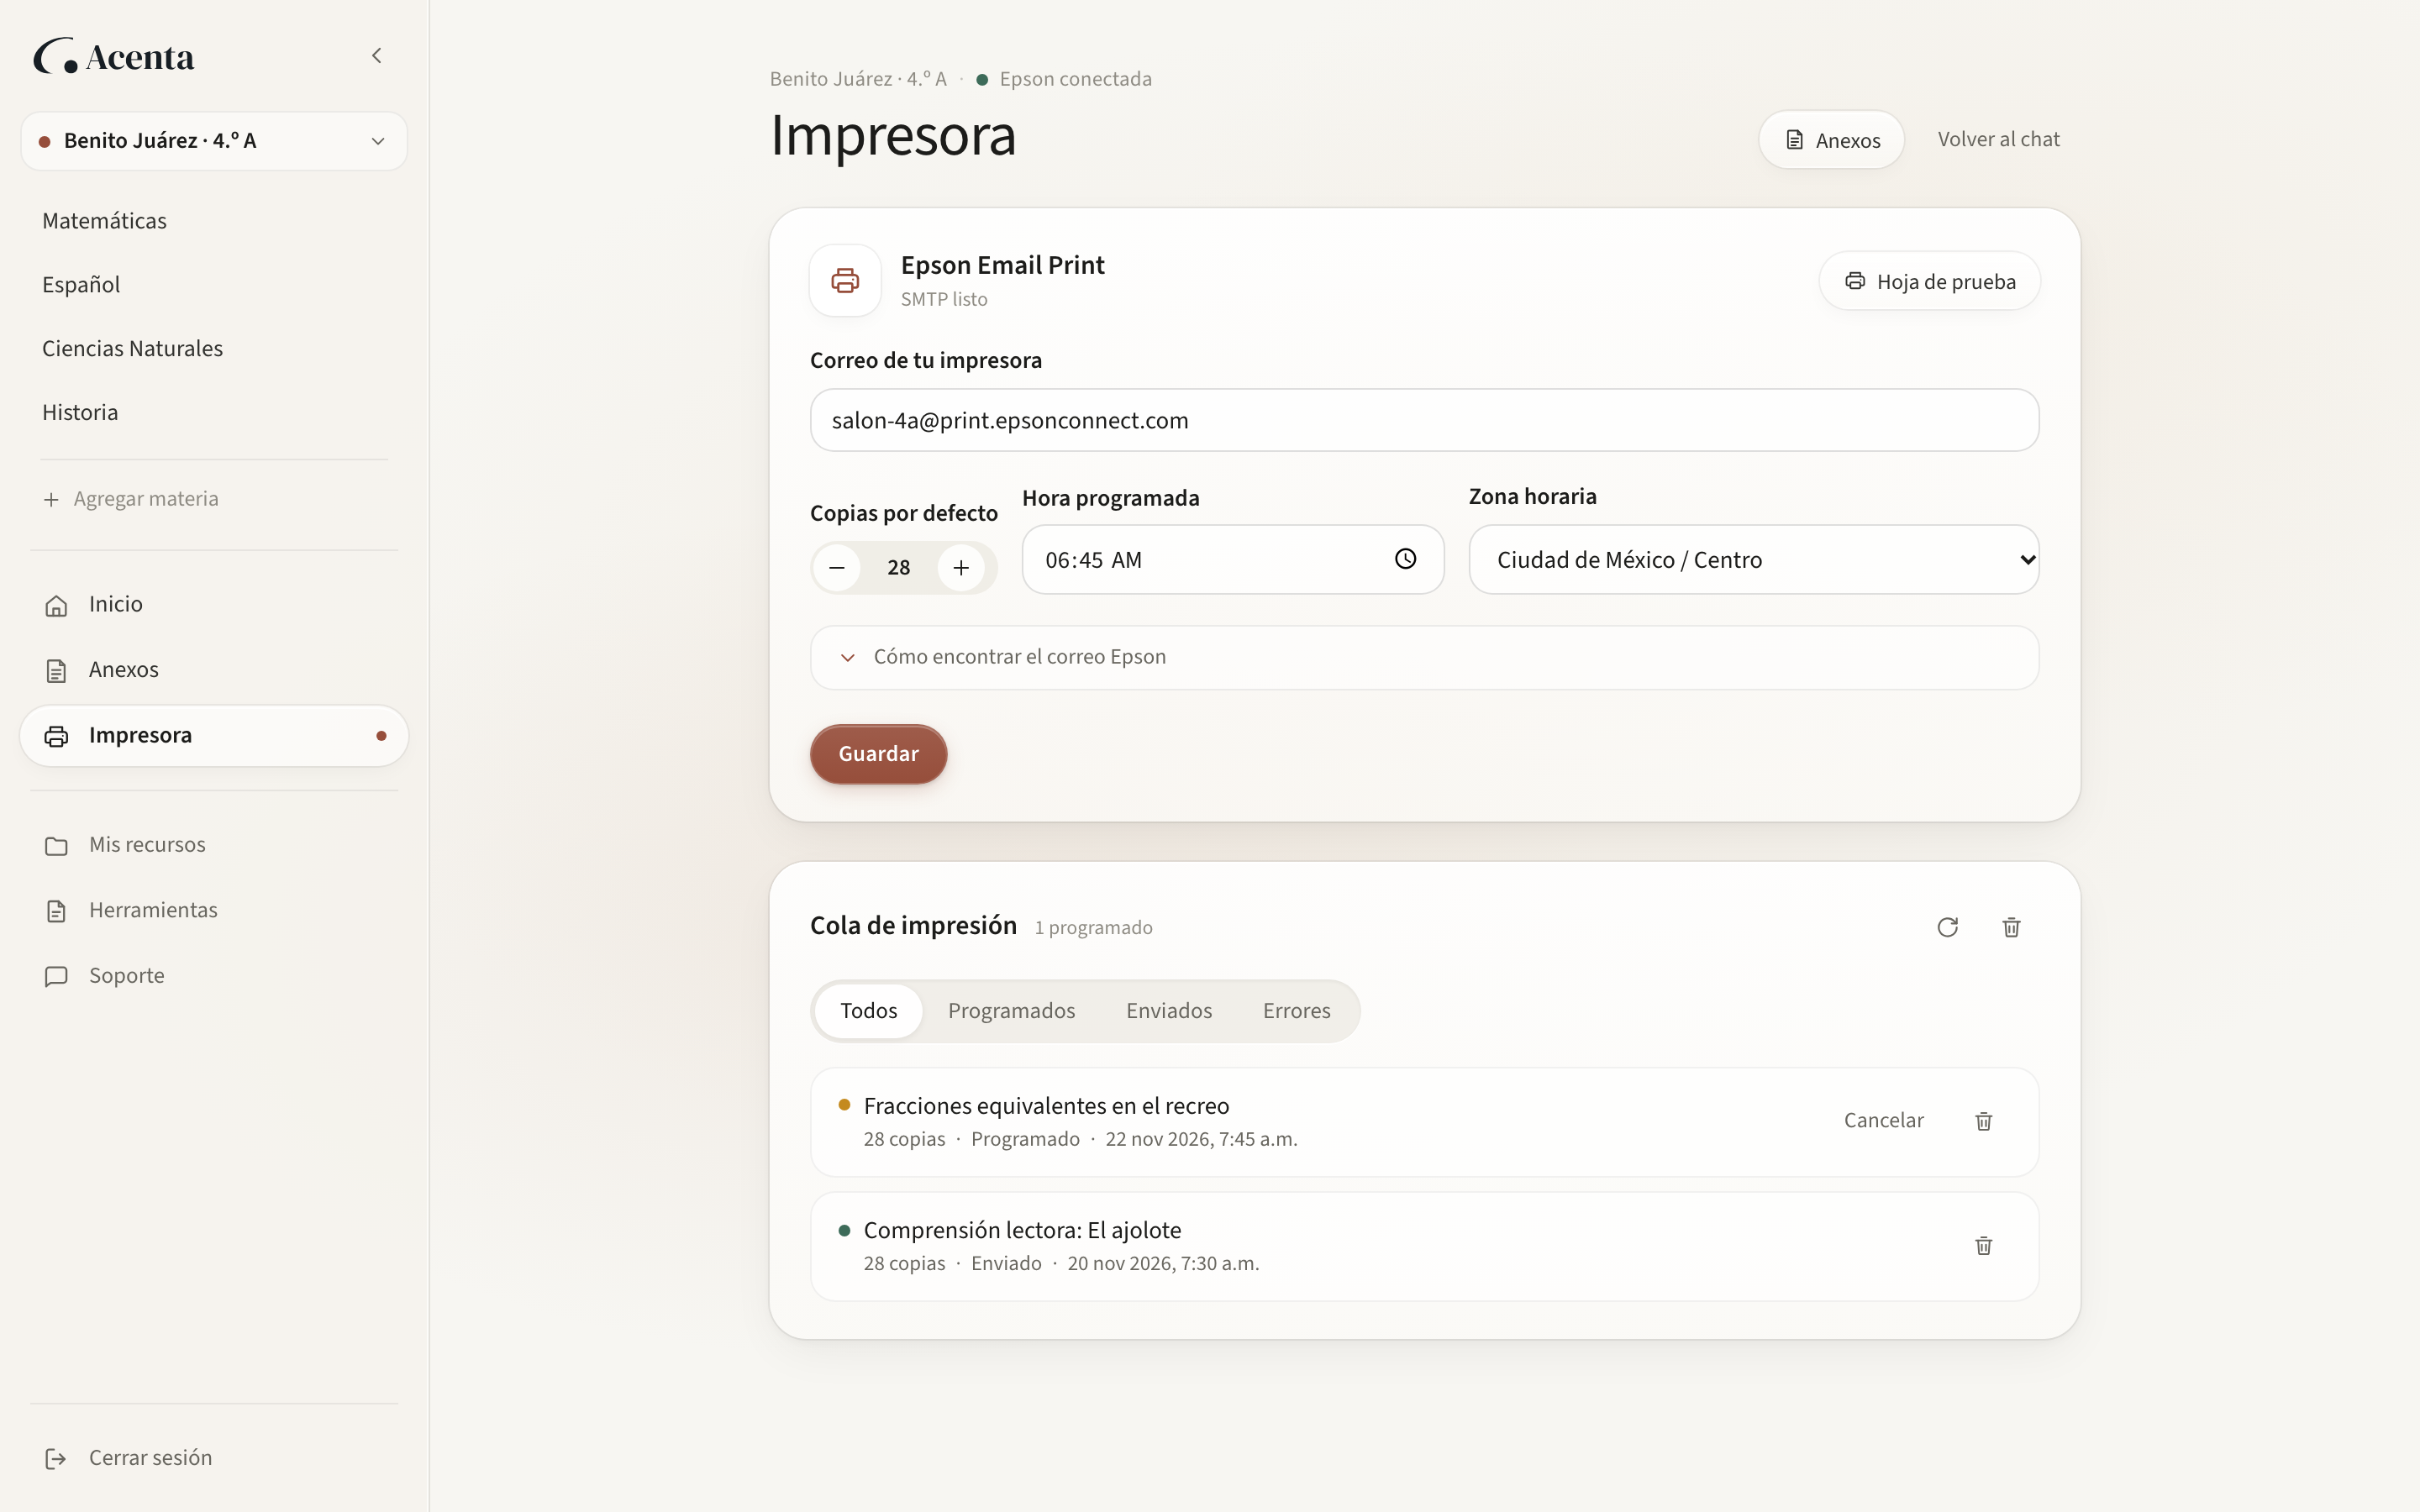 Acenta
Benito Juárez · 4.º A
Matemáticas
Español
Ciencias Naturales
Historia
Agregar materia
Inicio
Anexos
Impresora
Mis recursos
Herramientas
Soporte
Cerrar sesión
Benito Juárez · 4.º A · Epson conectada
Impresora
Anexos
Volver al chat
Epson Email Print
SMTP listo
Hoja de prueba
Correo de tu impresora
salon-4a@print.epsonconnect.com
Copias por defecto
28
Hora programada
06:45 AM
Zona horaria
Ciudad de México / Centro
Cómo encontrar el correo Epson
Guardar
Cola de impresión 1 programado
Todos Programados Enviados Errores
Fracciones equivalentes en el recreo
28 copias · Programado · 22 nov 2026, 7:45 a.m.
Cancelar
Comprensión lectora: El ajolote
28 copias · Enviado · 20 nov 2026, 7:30 a.m.